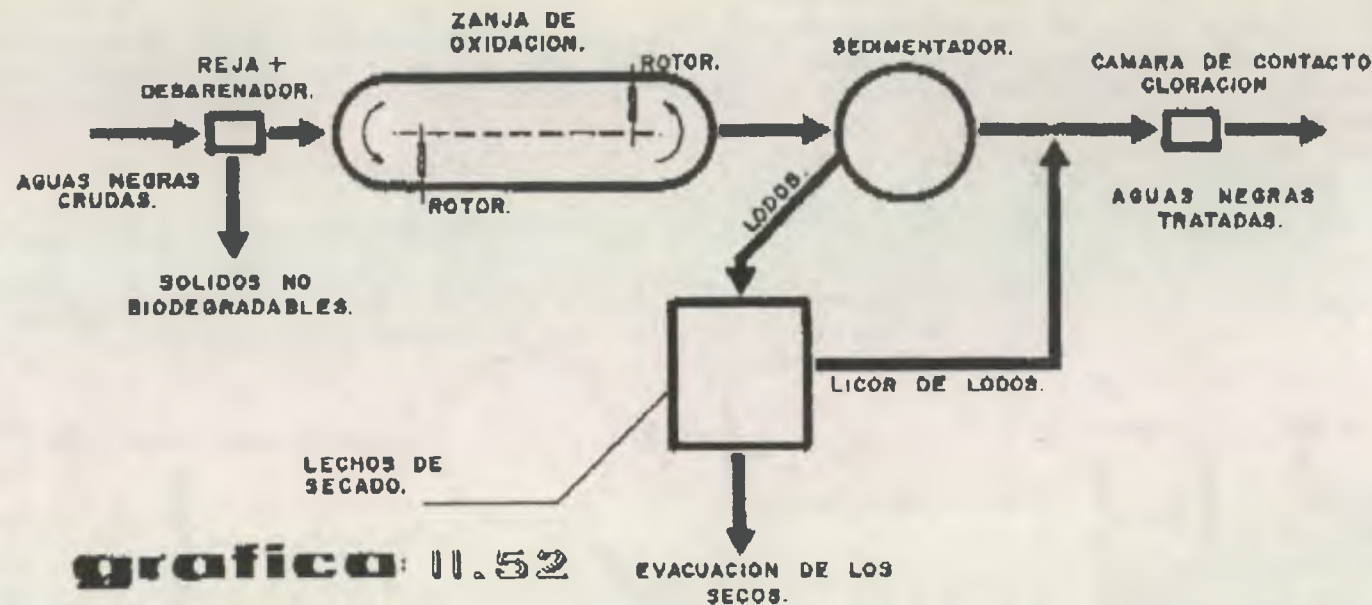 ZANJA DE
OXIDACION.
REJA +
DESARENADOR.
ROTOR.
SEDIMENTADOR.
CAMARA DE CONTACTO
CLORACION
AGUAS NEGRAS
CRUDAS.
ROTOR.
LODOS.
AGUAS NEGRAS
TRATADAS.
SOLIDOS NO
BIODEGRADABLES.
LICOR DE LODOS.
LECHOS DE
SECADO.
grafica: II.52
EVACUACION DE LOS
SECOS.